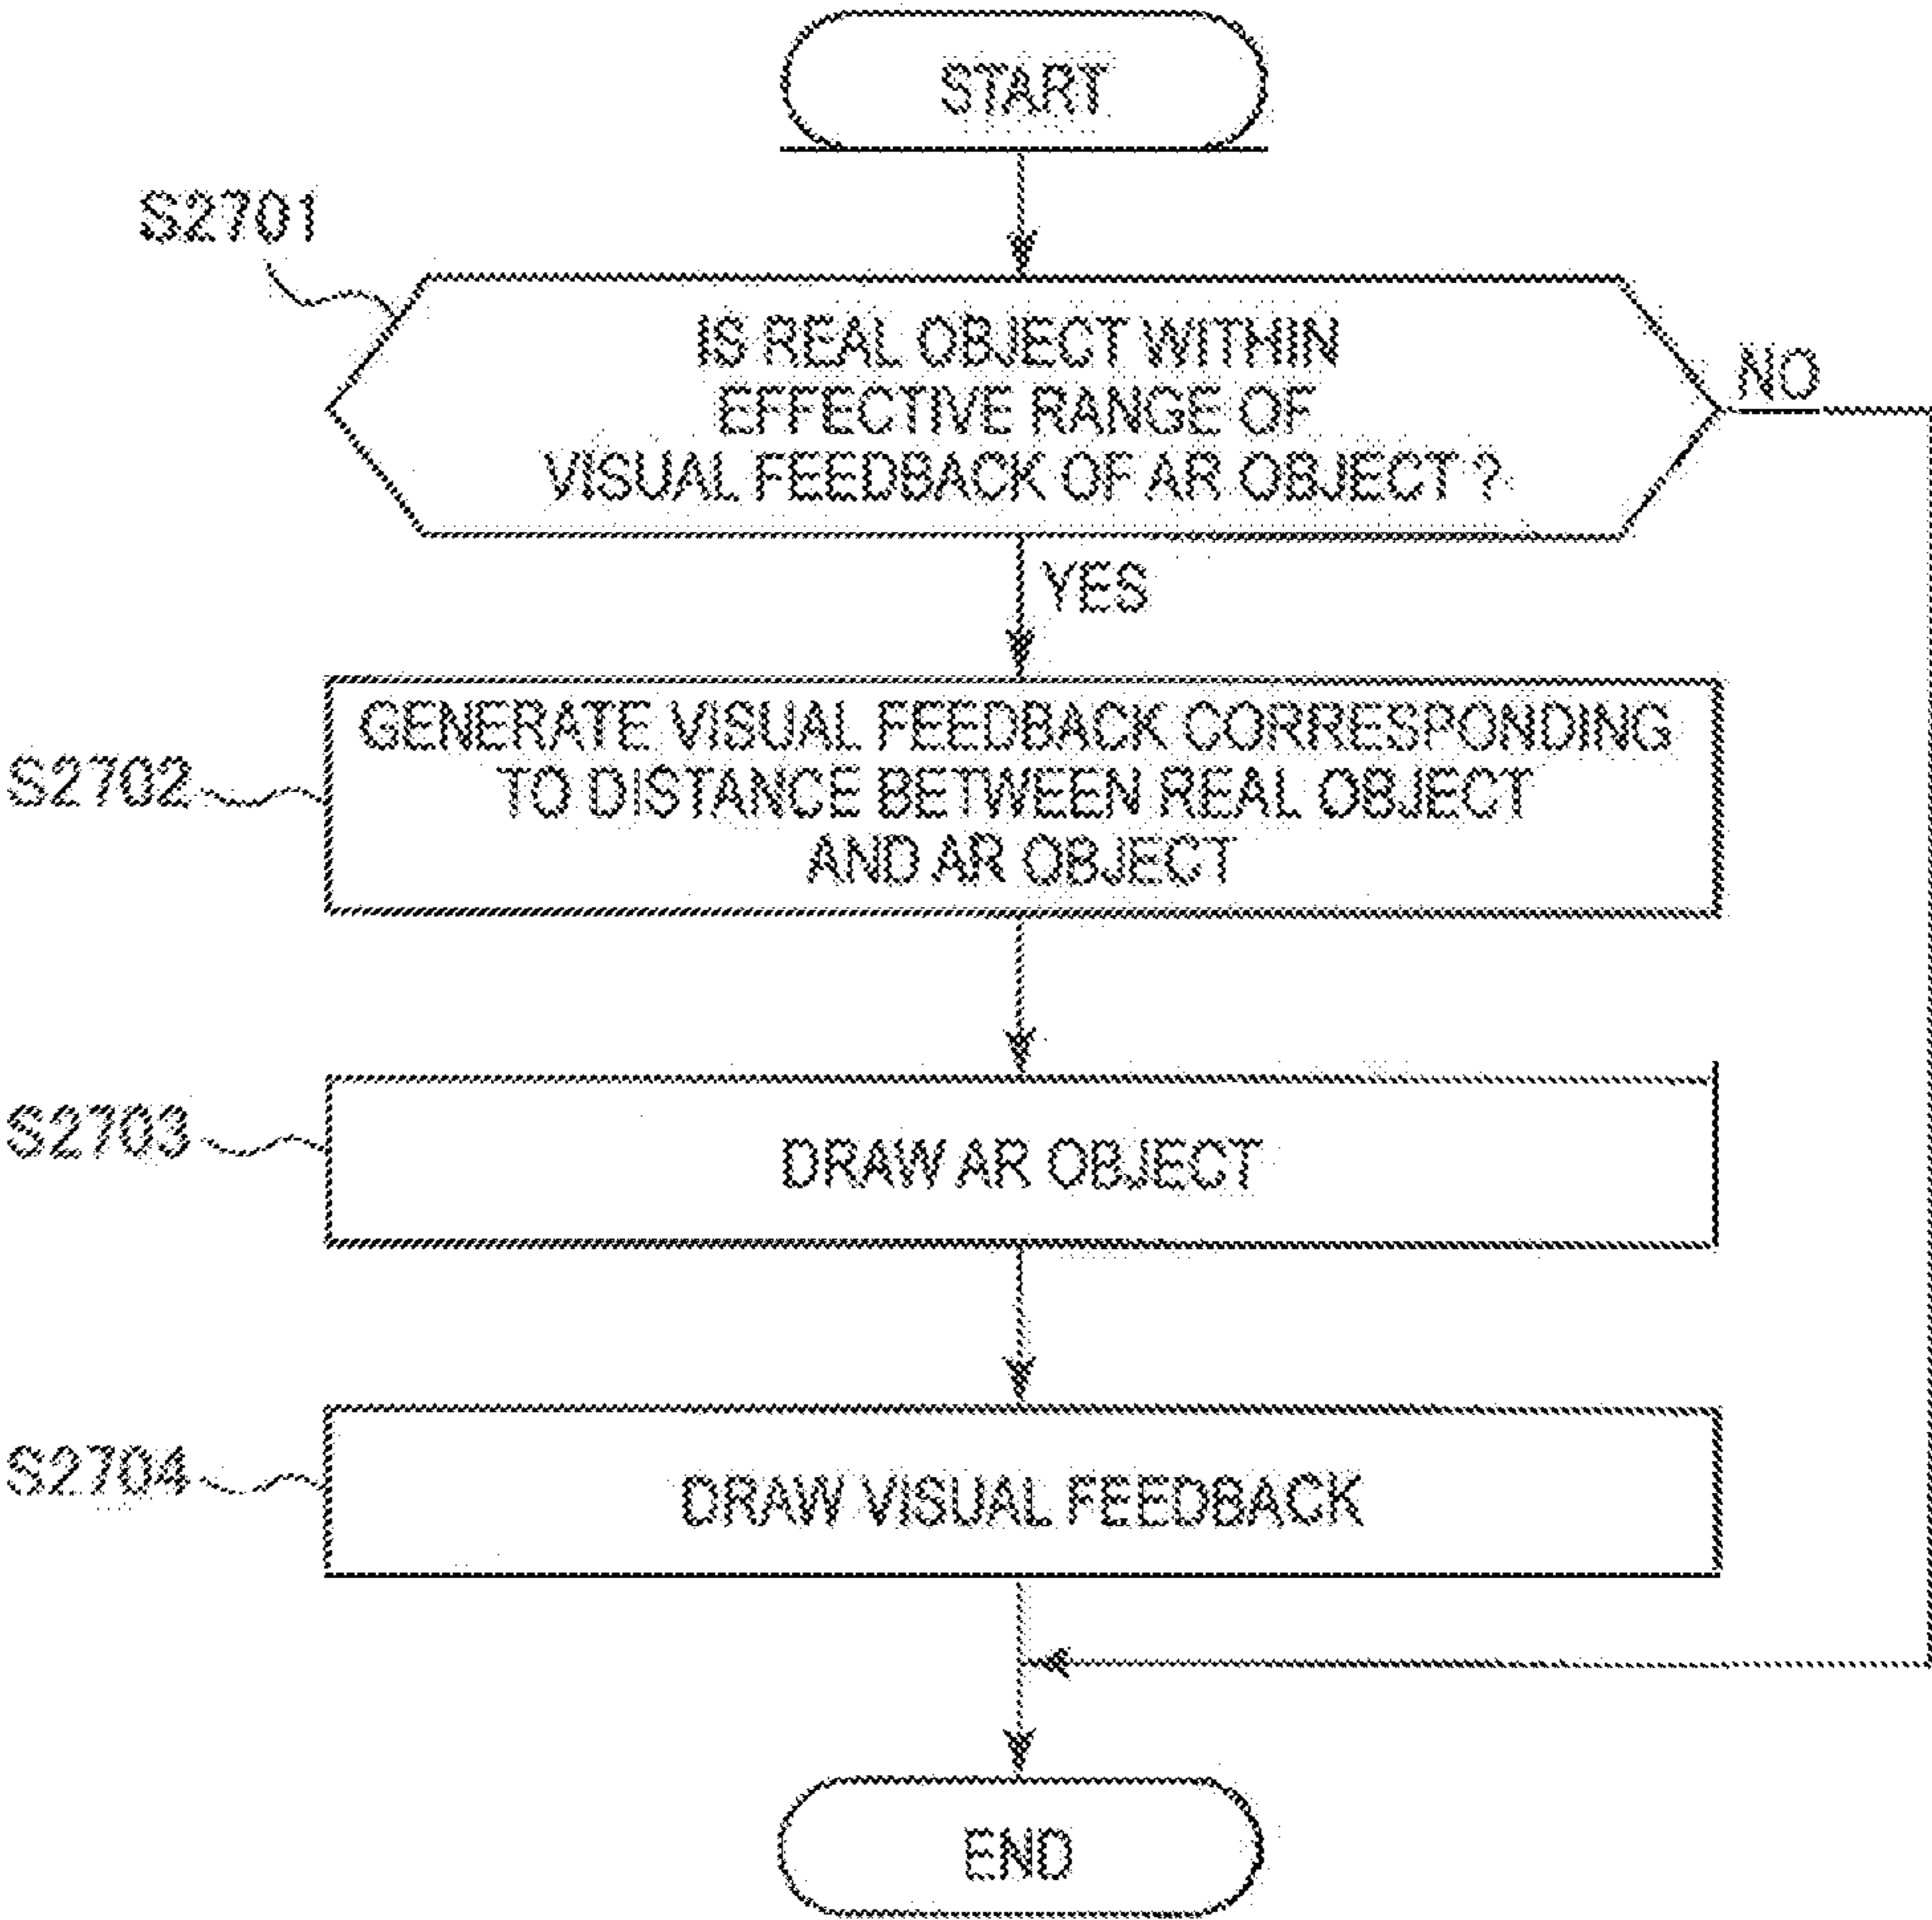 START
S2701
IS REAL OBJECT WITHIN
EFFECTIVE RANGE OF
VISUAL FEEDBACK OF AR OBJECT ?
NO
YES
S2702
GENERATE VISUAL FEEDBACK CORRESPONDING
TO DISTANCE BETWEEN REAL OBJECT
AND AR OBJECT
S2703
DRAW AR OBJECT
S2704
DRAW VISUAL FEEDBACK
END